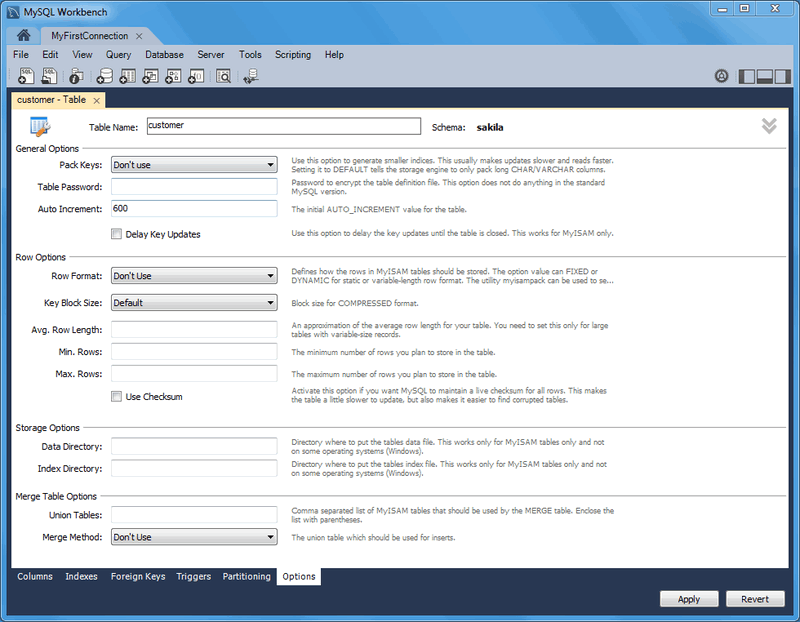 MySQL Workbench
MyFirstConnection
File Edit View Query Database Server Tools Scripting Help
customer - Table
Table Name: customer Schema: sakila
General Options
Pack Keys: Don't use Use this option to generate smaller indices. This usually makes updates slower and reads faster.
Setting it to DEFAULT tells the storage engine to only pack long CHAR/VARCHAR columns.
Table Password: Password to encrypt the table definition file. This option does not do anything in the standard
MySQL version.
Auto Increment: 600 The initial AUTO_INCREMENT value for the table.
Delay Key Updates Use this option to delay the key updates until the table is closed. This works for MyISAM only.
Row Options
Row Format: Don't Use Defines how the rows in MyISAM tables should be stored. The option value can FIXED or
DYNAMIC for static or variable-length row format. The utility myisampack can be used to se...
Key Block Size: Default Block size for COMPRESSED format.
Avg. Row Length: An approximation of the average row length for your table. You need to set this only for large
tables with variable-size records.
Min. Rows: The minimum number of rows you plan to store in the table.
Max. Rows: The maximum number of rows you plan to store in the table.
Use Checksum Activate this option if you want MySQL to maintain a live checksum for all rows. This makes
the table a little slower to update, but also makes it easier to find corrupted tables.
Storage Options
Data Directory: Directory where to put the tables data file. This works only for MyISAM tables only and not
on some operating systems (Windows).
Index Directory: Directory where to put the tables index file. This works only for MyISAM tables only and not
on some operating systems (Windows).
Merge Table Options
Union Tables: Comma separated list of MyISAM tables that should be used by the MERGE table. Enclose the
list with parentheses.
Merge Method: Don't Use The union table which should be used for inserts.
Columns Indexes Foreign Keys Triggers Partitioning Options
Apply Revert